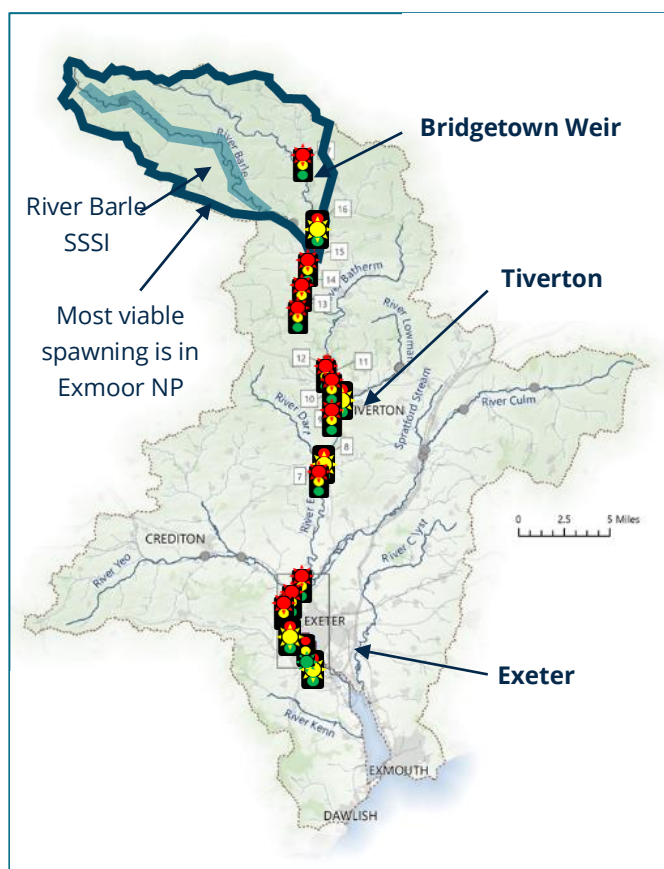 Bridgetown Weir
River Barle
River Barle
SSSI
16
15
River Batherm
14
Tiverton
13
Most viable
spawning is in
Exmoor NP
River Lowman
12
11
10
IVERTON
Spratford Stream
River Culm
River Dart
8
7
River E
CREDITON
0 2.5 5 Miles
River Yeo
River Clyst
EXETER
Exeter
River Kenn
EXMOUTH
DAWLISH